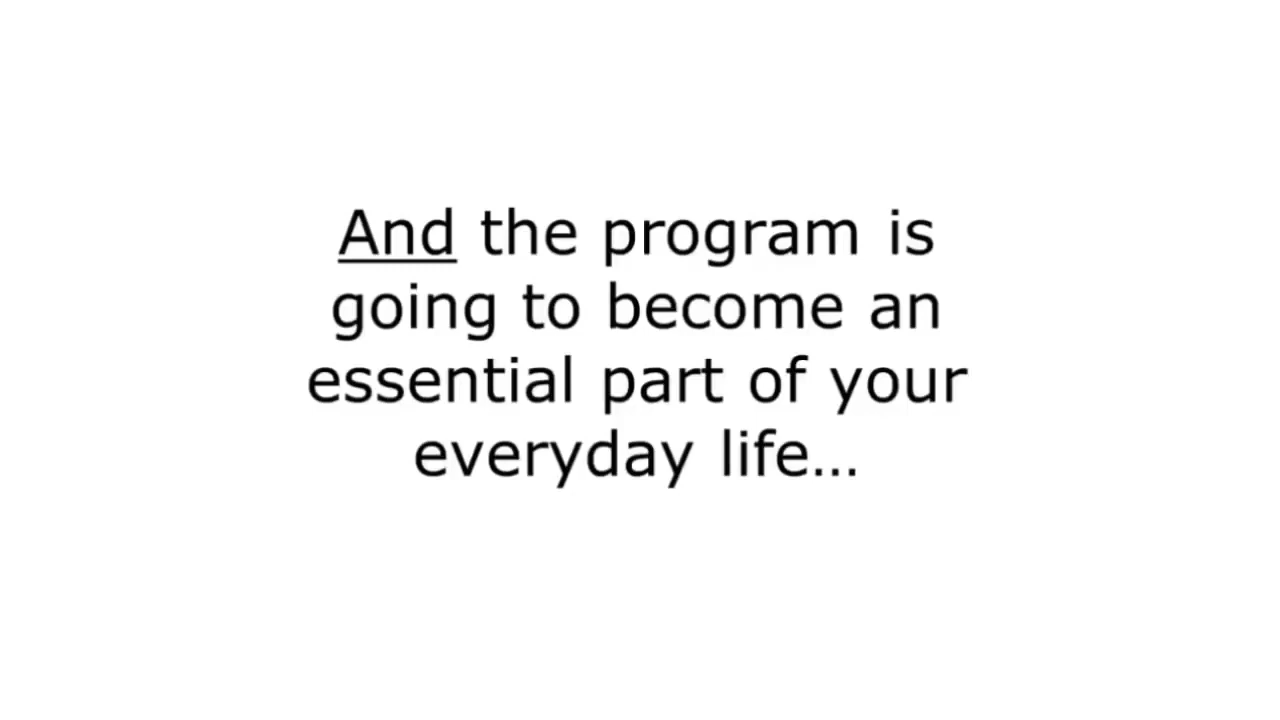 And the program is
going to become an
essential part of your
everyday life...